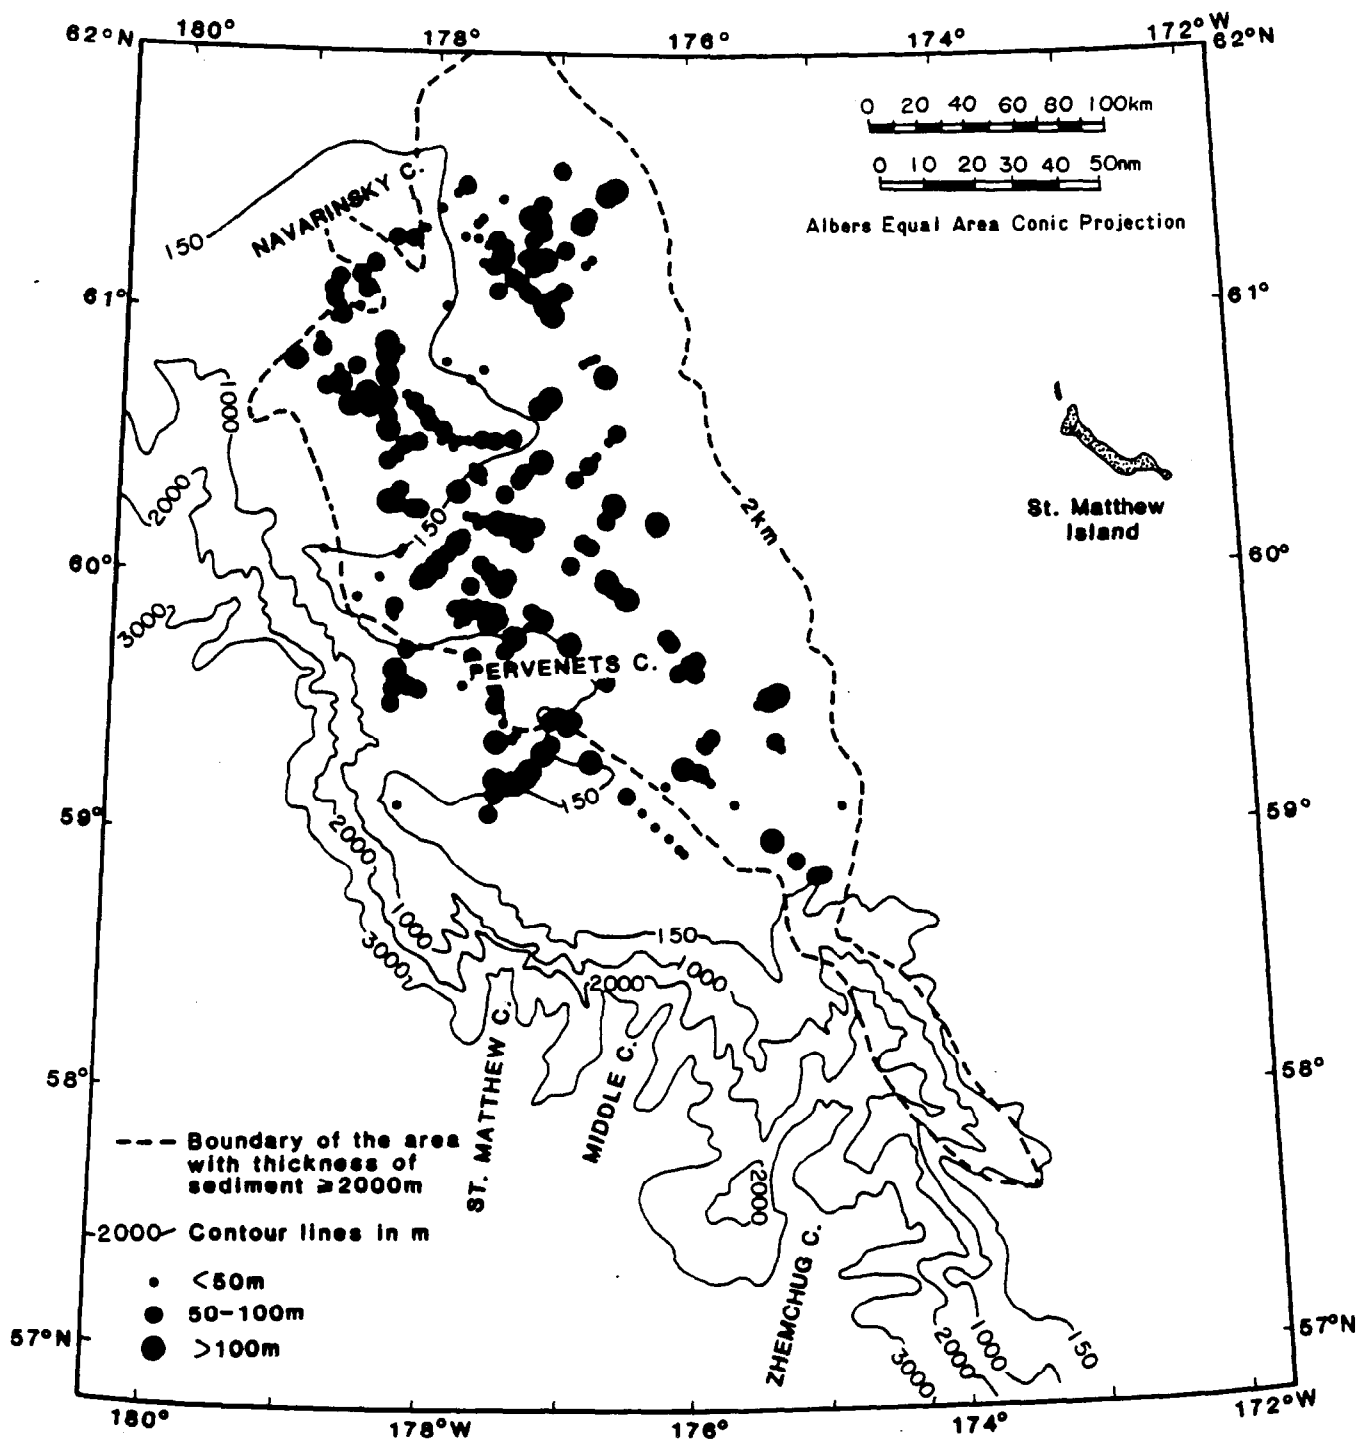 62°N 180° 178° 176° 174° 172°W 62°N
0 20 40 60 80 100km
0 10 20 30 40 50nm
Albers Equal Area Conic Projection
NAVARINSKY C.
150
61° 61°
1000
2km
St. Matthew
Island
2000
150
60° 60°
3000
PERVENETS C.
150
59° 59°
2000
1000
3000
150
1000
2000
ST. MATTHEW C.
MIDDLE C.
58° 58°
2000
ZHEMCHUG C.
Boundary of the area
with thickness of
sediment ≥2000m
2000 Contour lines in m
<50m
50-100m
>100m
57°N 57°N
3000
2000
1000
150
180° 178°W 176° 174° 172°W